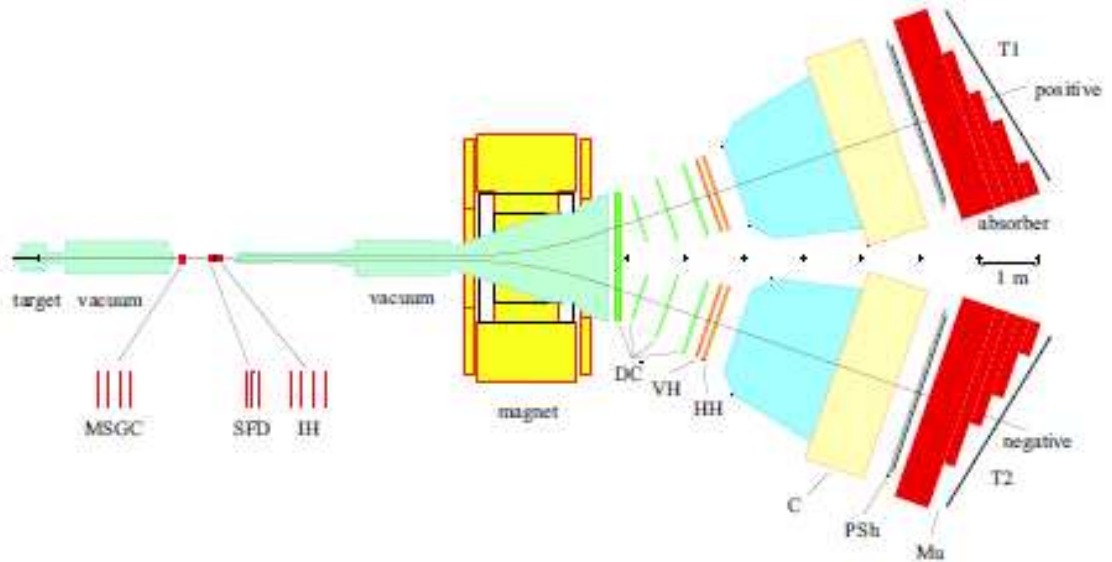 T1
positive
absorber
1 m
target
vacuum
vacuum
DC
VH
HH
magnet
MSGC
SFD
IH
negative
T2
C
PSh
Mu